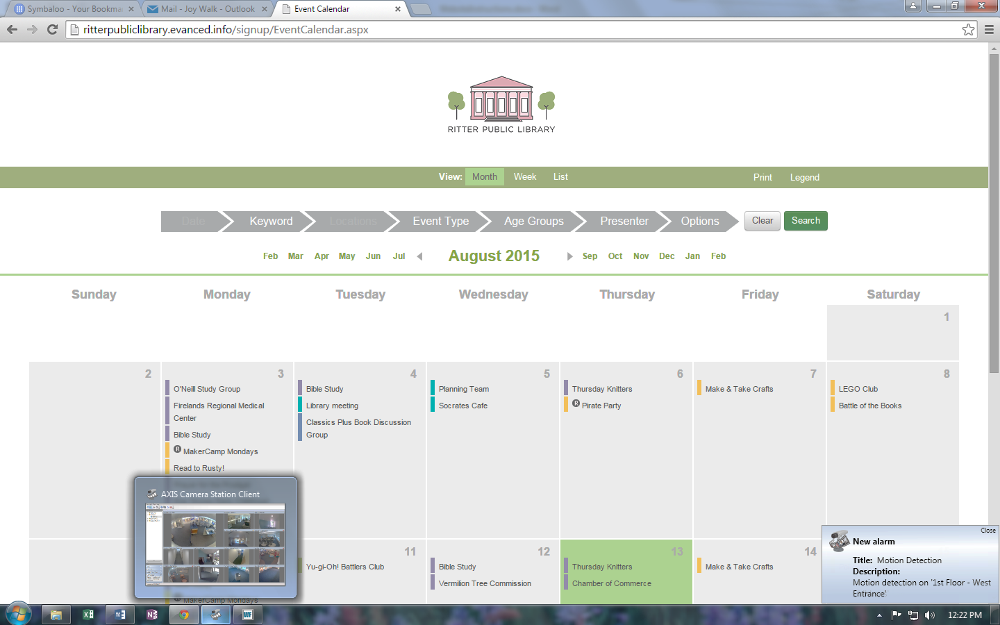 Symbaloo - Your Bookma
Mail - Joy Walk - Outlook
Event Calendar
ritterpubliclibrary.evanced.info/signup/EventCalendar.aspx
RITTER PUBLIC LIBRARY
View: Month Week List Print Legend
Date Keyword Locations Event Type Age Groups Presenter Options Clear Search
Feb Mar Apr May Jun Jul August 2015 Sep Oct Nov Dec Jan Feb
Sunday Monday Tuesday Wednesday Thursday Friday Saturday
1
2
3
O'Neill Study Group
Firelands Regional Medical
Center
Bible Study
R MakerCamp Mondays
Read to Rusty!
4
Bible Study
Library meeting
Classics Plus Book Discussion
Group
5
Planning Team
Socrates Cafe
6
Thursday Knitters
R Pirate Party
7
Make & Take Crafts
8
LEGO Club
Battle of the Books
AXIS Camera Station Client
MakerCamp Mondays
11
Yu-gi-Oh! Battlers Club
12
Bible Study
Vermilion Tree Commission
13
Thursday Knitters
Chamber of Commerce
14
Make & Take Crafts
Close
New alarm
Title: Motion Detection
Description:
Motion detection on '1st Floor - West
Entrance'
12:22 PM